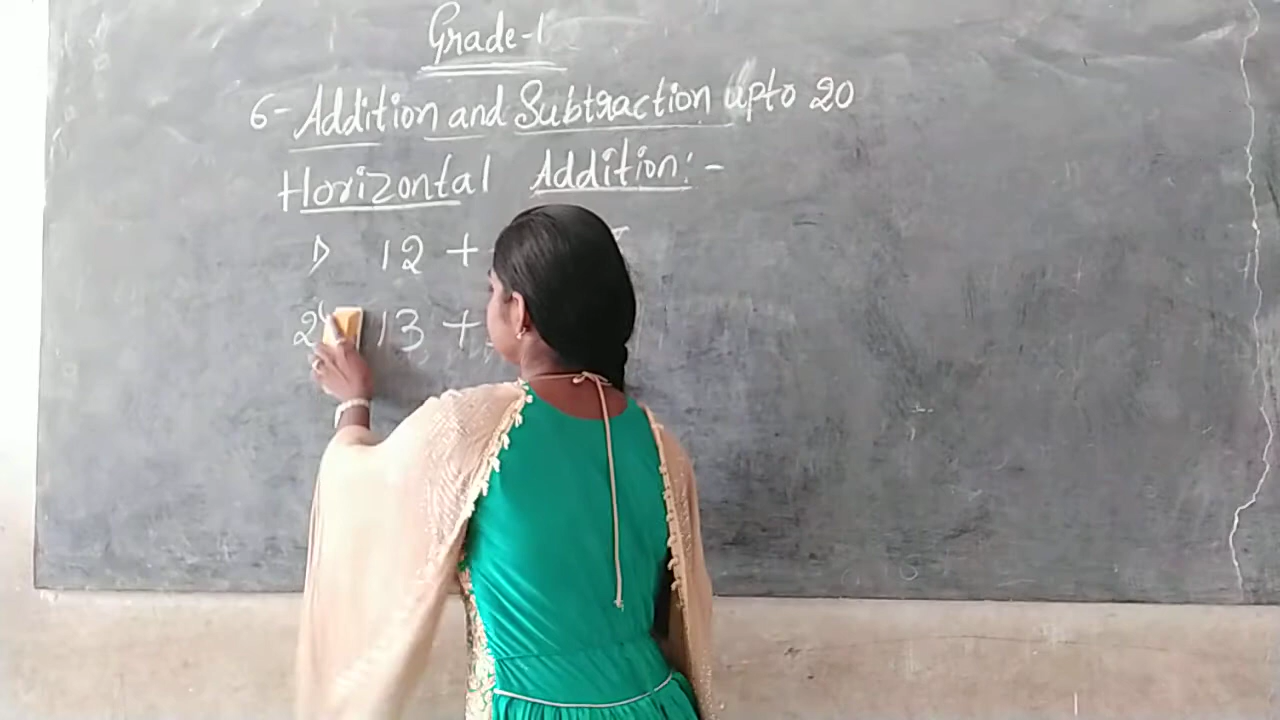 Grade-1
6-Addition and Subtraction upto 20
Horizontal Addition:-
1) 12 +
2 13 +